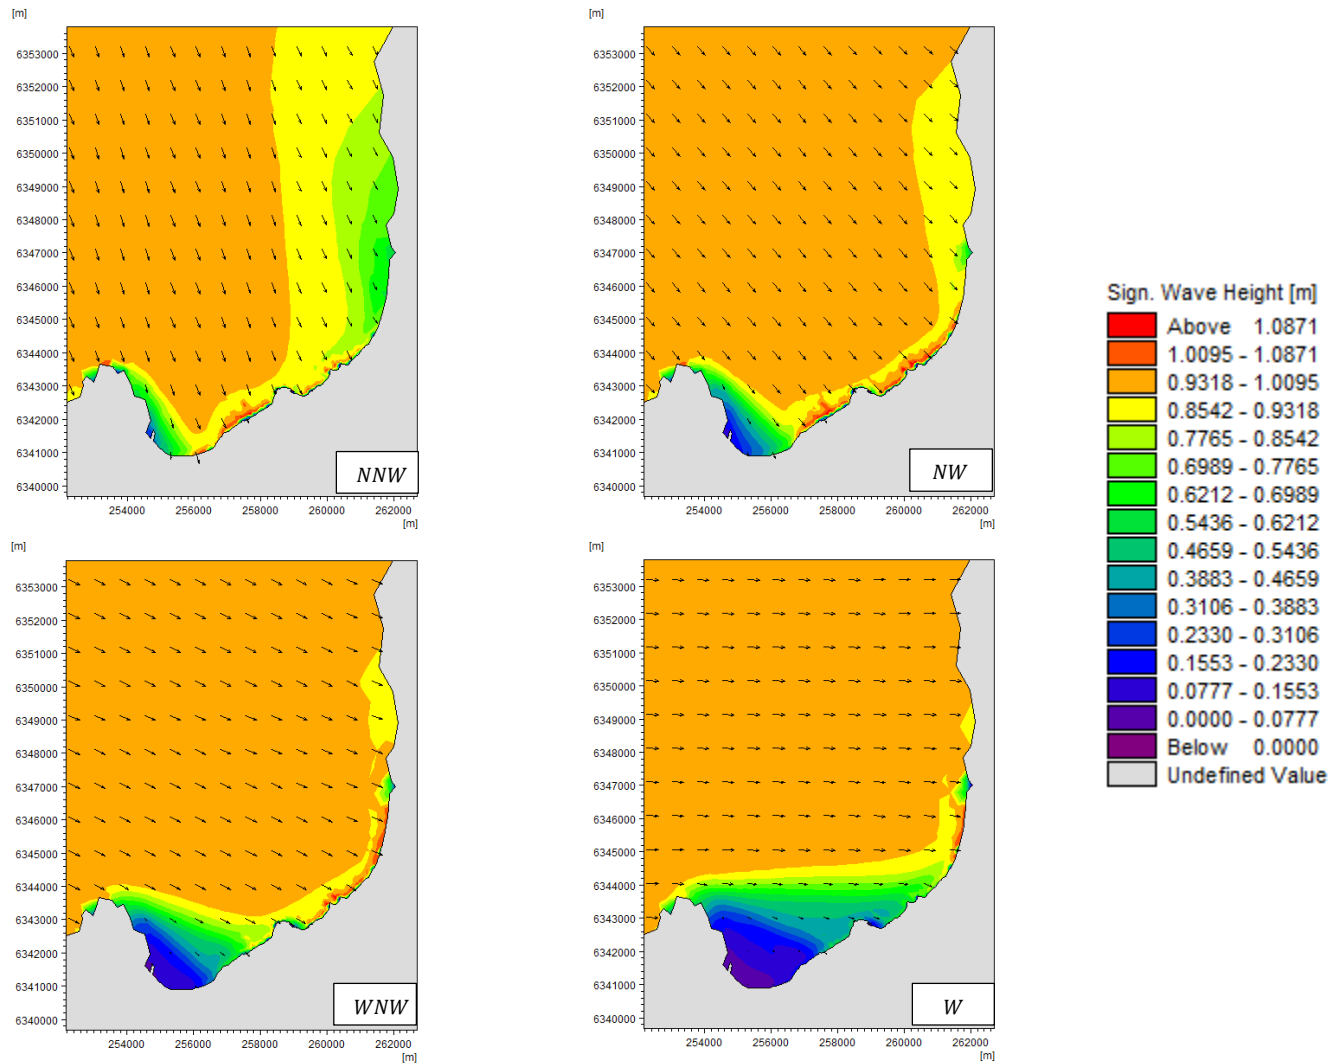 [m]
[m]
6353000
6352000
6351000
6350000
6349000
6348000
6347000
6346000
6345000
6344000
6343000
6342000
6341000
6340000
NNW
254000 256000 258000 260000 262000
[m]
6353000
6352000
6351000
6350000
6349000
6348000
6347000
6346000
6345000
6344000
6343000
6342000
6341000
6340000
NW
254000 256000 258000 260000 262000
[m]
Sign. Wave Height [m]
Above 1.0871
1.0095 - 1.0871
0.9318 - 1.0095
0.8542 - 0.9318
0.7765 - 0.8542
0.6989 - 0.7765
0.6212 - 0.6989
0.5436 - 0.6212
0.4659 - 0.5436
0.3883 - 0.4659
0.3106 - 0.3883
0.2330 - 0.3106
0.1553 - 0.2330
0.0777 - 0.1553
0.0000 - 0.0777
Below 0.0000
Undefined Value
[m]
[m]
6353000
6352000
6351000
6350000
6349000
6348000
6347000
6346000
6345000
6344000
6343000
6342000
6341000
6340000
WNW
254000 256000 258000 260000 262000
[m]
6353000
6352000
6351000
6350000
6349000
6348000
6347000
6346000
6345000
6344000
6343000
6342000
6341000
6340000
W
254000 256000 258000 260000 262000
[m]